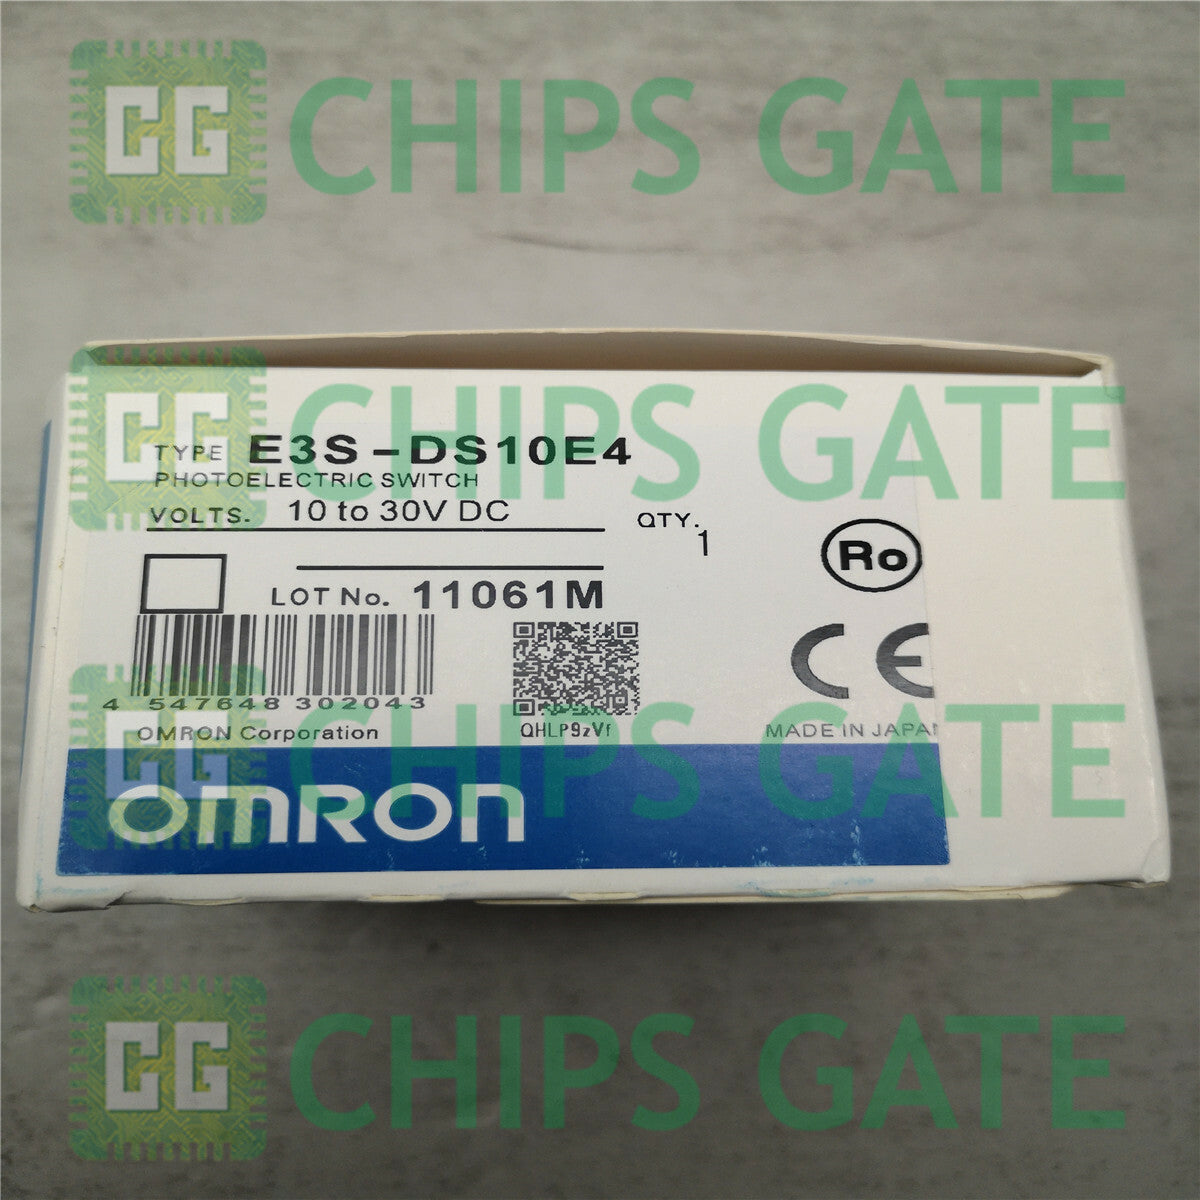 CG CHIPS GATE
CG CHIPS GATE
TYPE E3S-DS10E4
PHOTOELECTRIC SWITCH
VOLTS. 10 to 30V DC
QTY. 1
Ro
LOT No. 11061M
CE
4 547648 302043
OMRON Corporation
QHLP9zVf
MADE IN JAPAN
CG CHIPS GATE
OMRON
CG CHIPS GATE